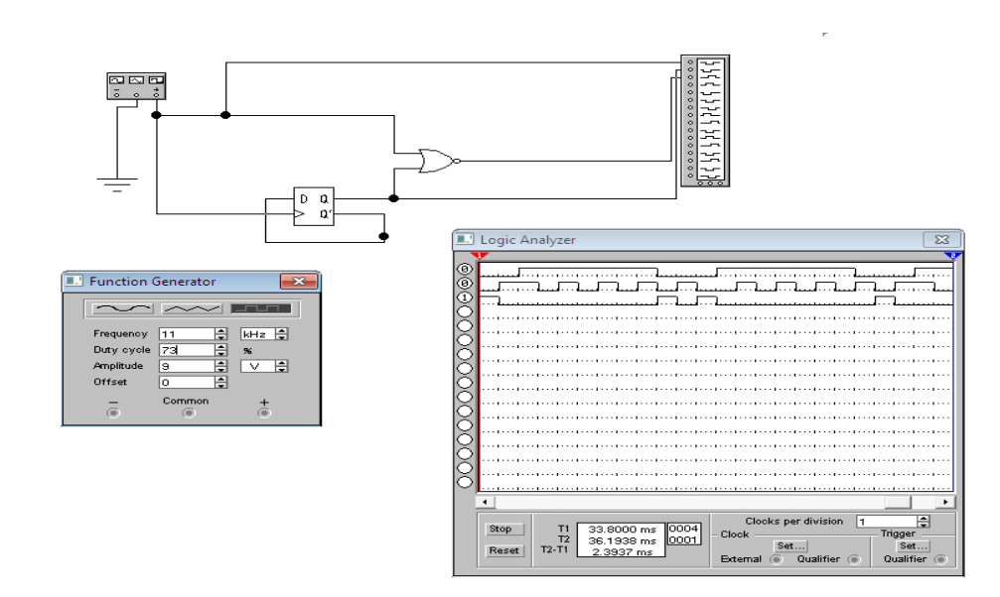 − +
D Q
Q'
Logic Analyzer
1 2
0
0
1
Function Generator
Frequency 11 kHz
Duty cycle 73 %
Amplitude 9 V
Offset 0
− Common +
Clocks per division 1
Stop T1 33.8000 ms 0004 Clock Trigger
T2 36.1938 ms 0001 Set... Set...
Reset T2-T1 2.3937 ms External Qualifier Qualifier